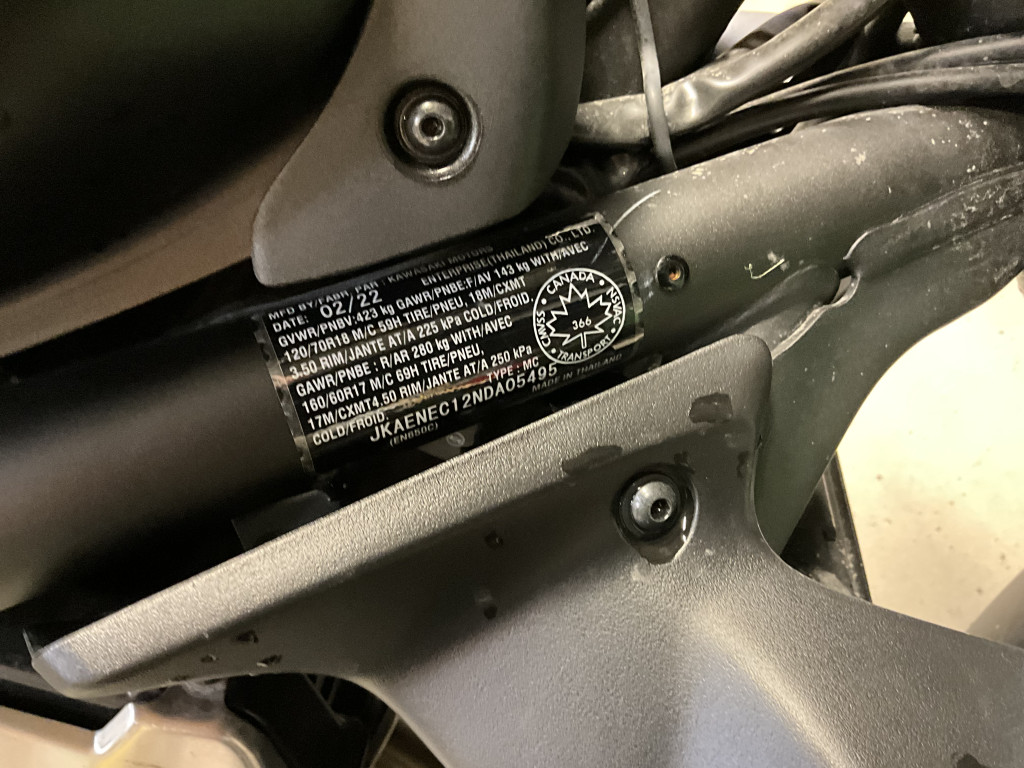 MFD BY/FABR. PAR : KAWASAKI MOTORS
ENTERPRISE(THAILAND) CO., LTD.
DATE: 02/22
GVWR/PNBV:423 kg GAWR/PNBE:F/AV 143 kg WITH/AVEC
120/70R18 M/C 59H TIRE/PNEU, 18M/CXMT
3.50 RIM/JANTE AT/A 225 kPa COLD/FROID.
GAWR/PNBE : R/AR 280 kg WITH/AVEC
160/60R17 M/C 69H TIRE/PNEU,
17M/CXMT4.50 RIM/JANTE AT/A 250 kPa
COLD/FROID.
TYPE : MC
JKAENEC12NDA05495
(EN650C)
MADE IN THAILAND
CANADA
CMVSS
366
NSVAC
TRANSPORT